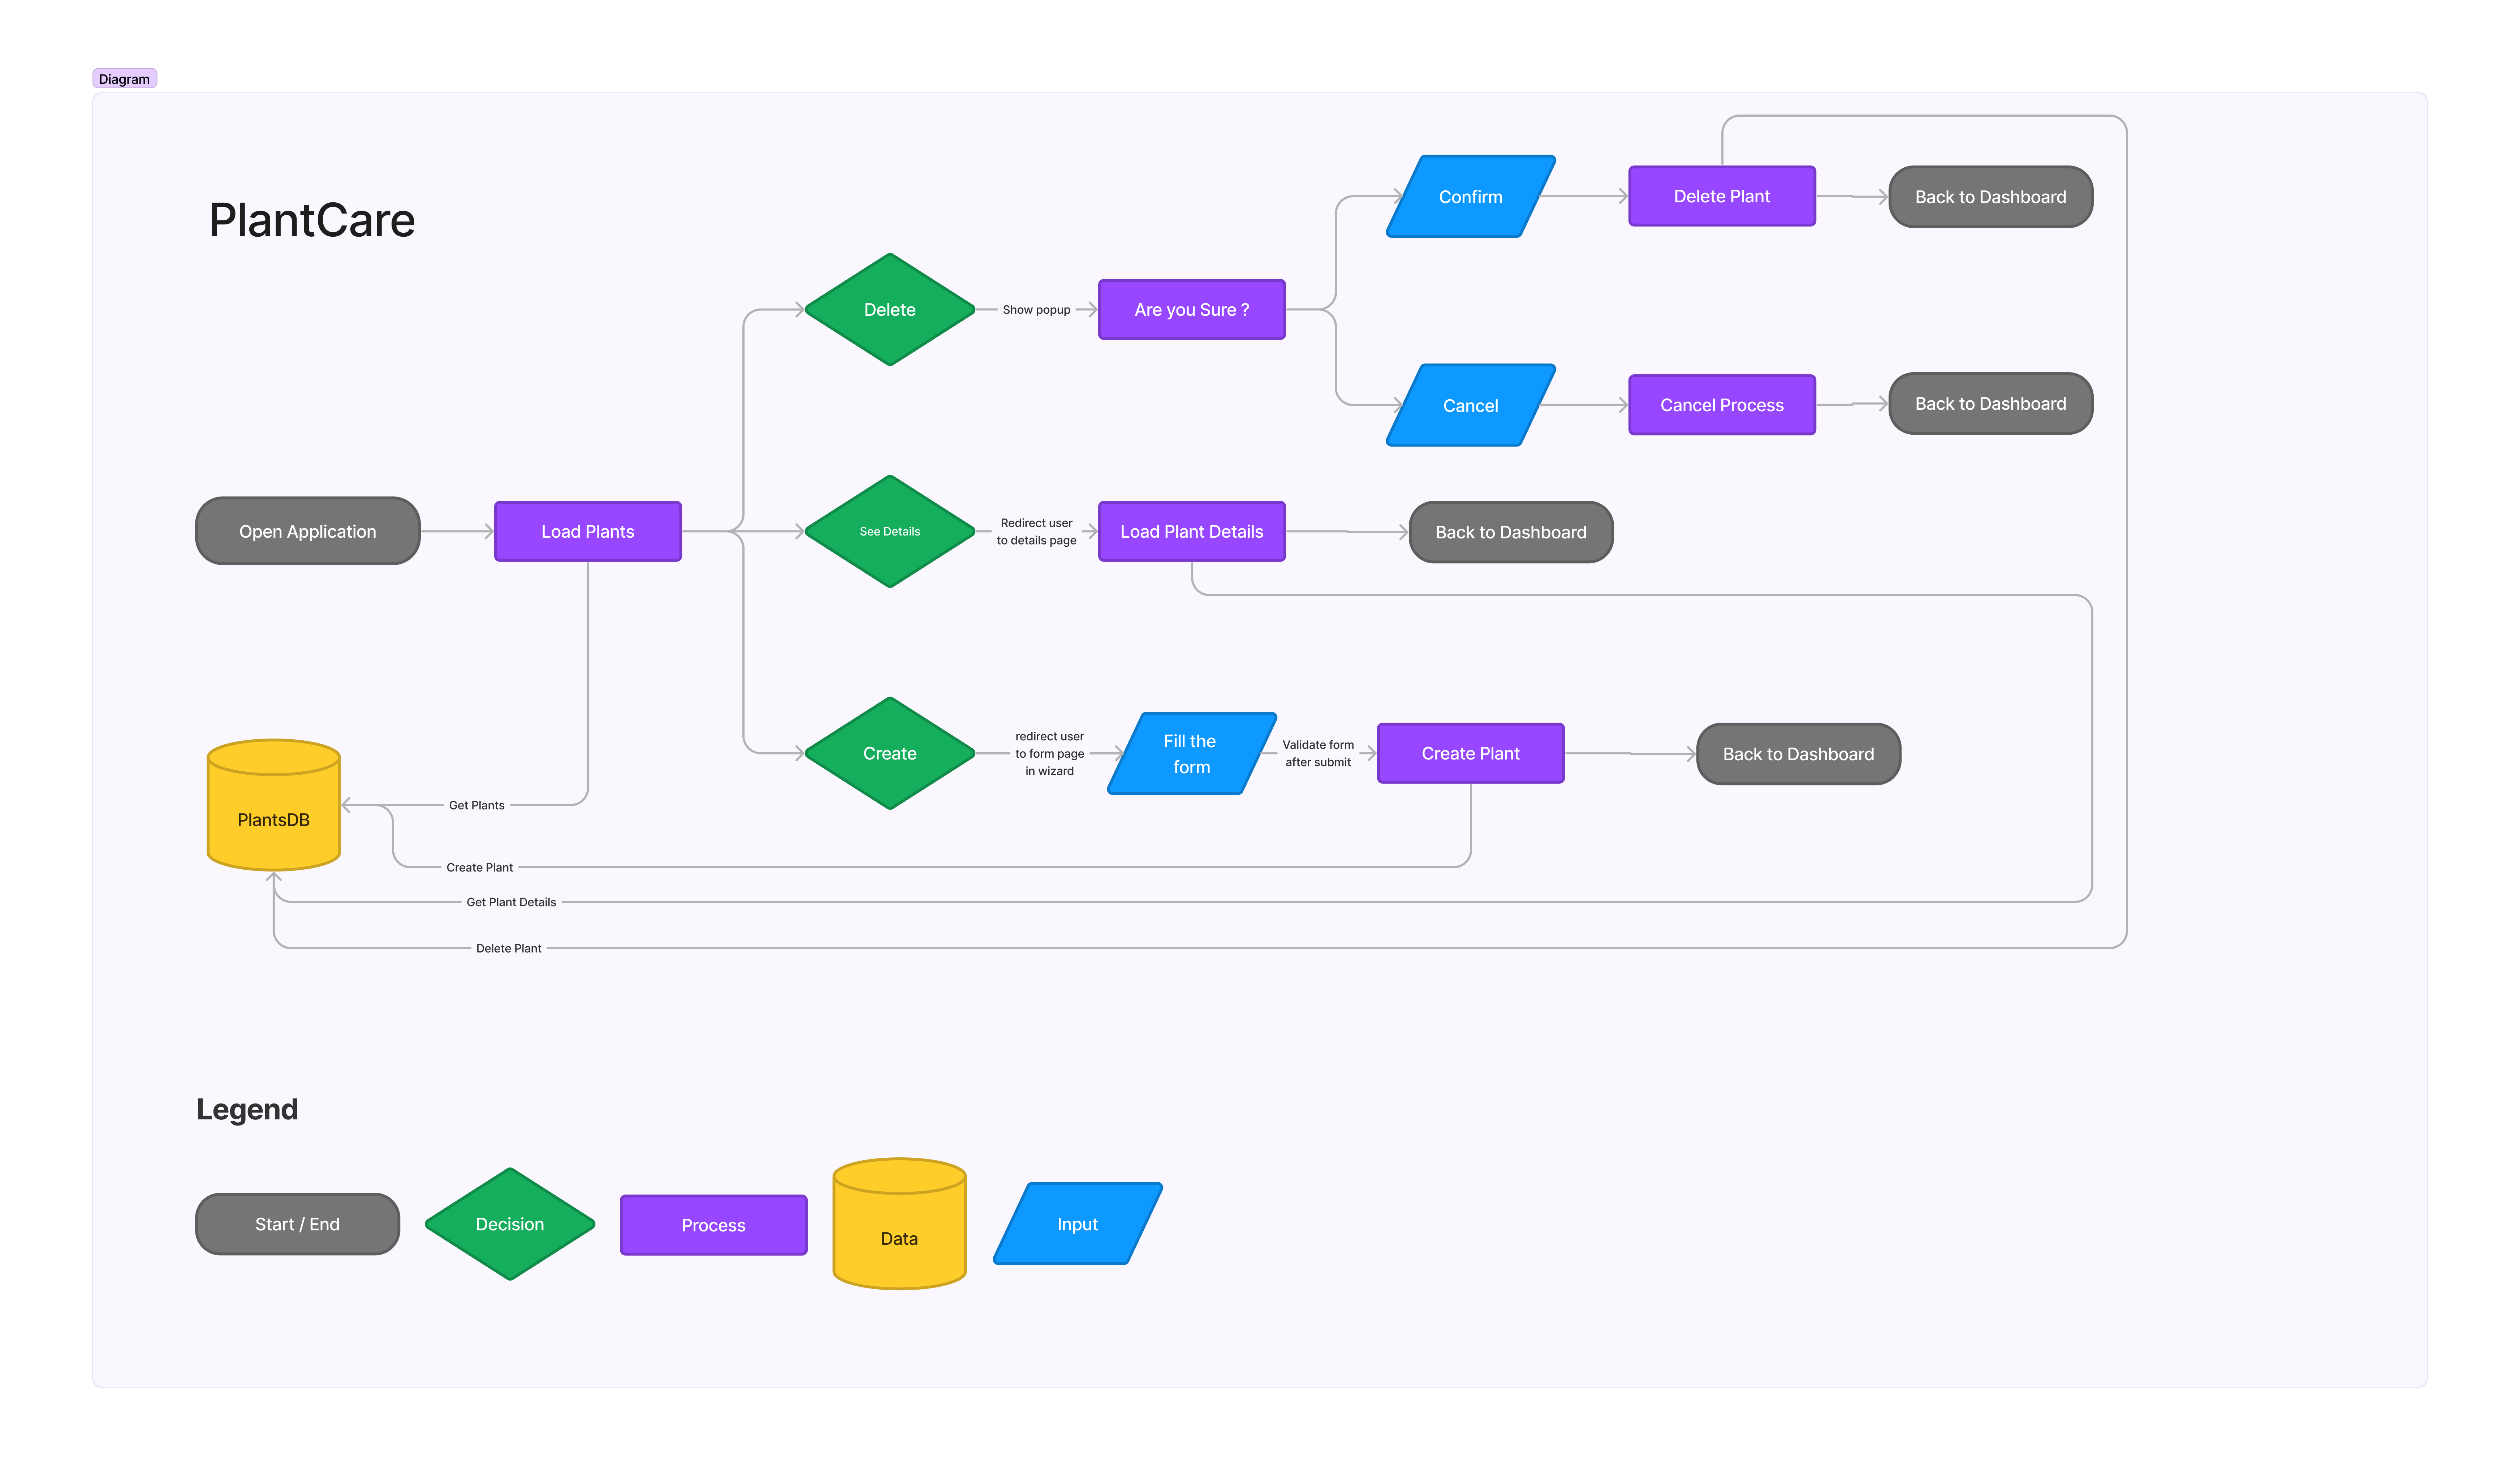 Diagram
PlantCare
Confirm
Delete Plant
Back to Dashboard
Delete
Show popup
Are you Sure ?
Cancel
Cancel Process
Back to Dashboard
Open Application
Load Plants
See Details
Redirect user
to details page
Load Plant Details
Back to Dashboard
Create
redirect user
to form page
in wizard
Fill the
form
Validate form
after submit
Create Plant
Back to Dashboard
PlantsDB
Get Plants
Create Plant
Get Plant Details
Delete Plant
Legend
Start / End
Decision
Process
Data
Input